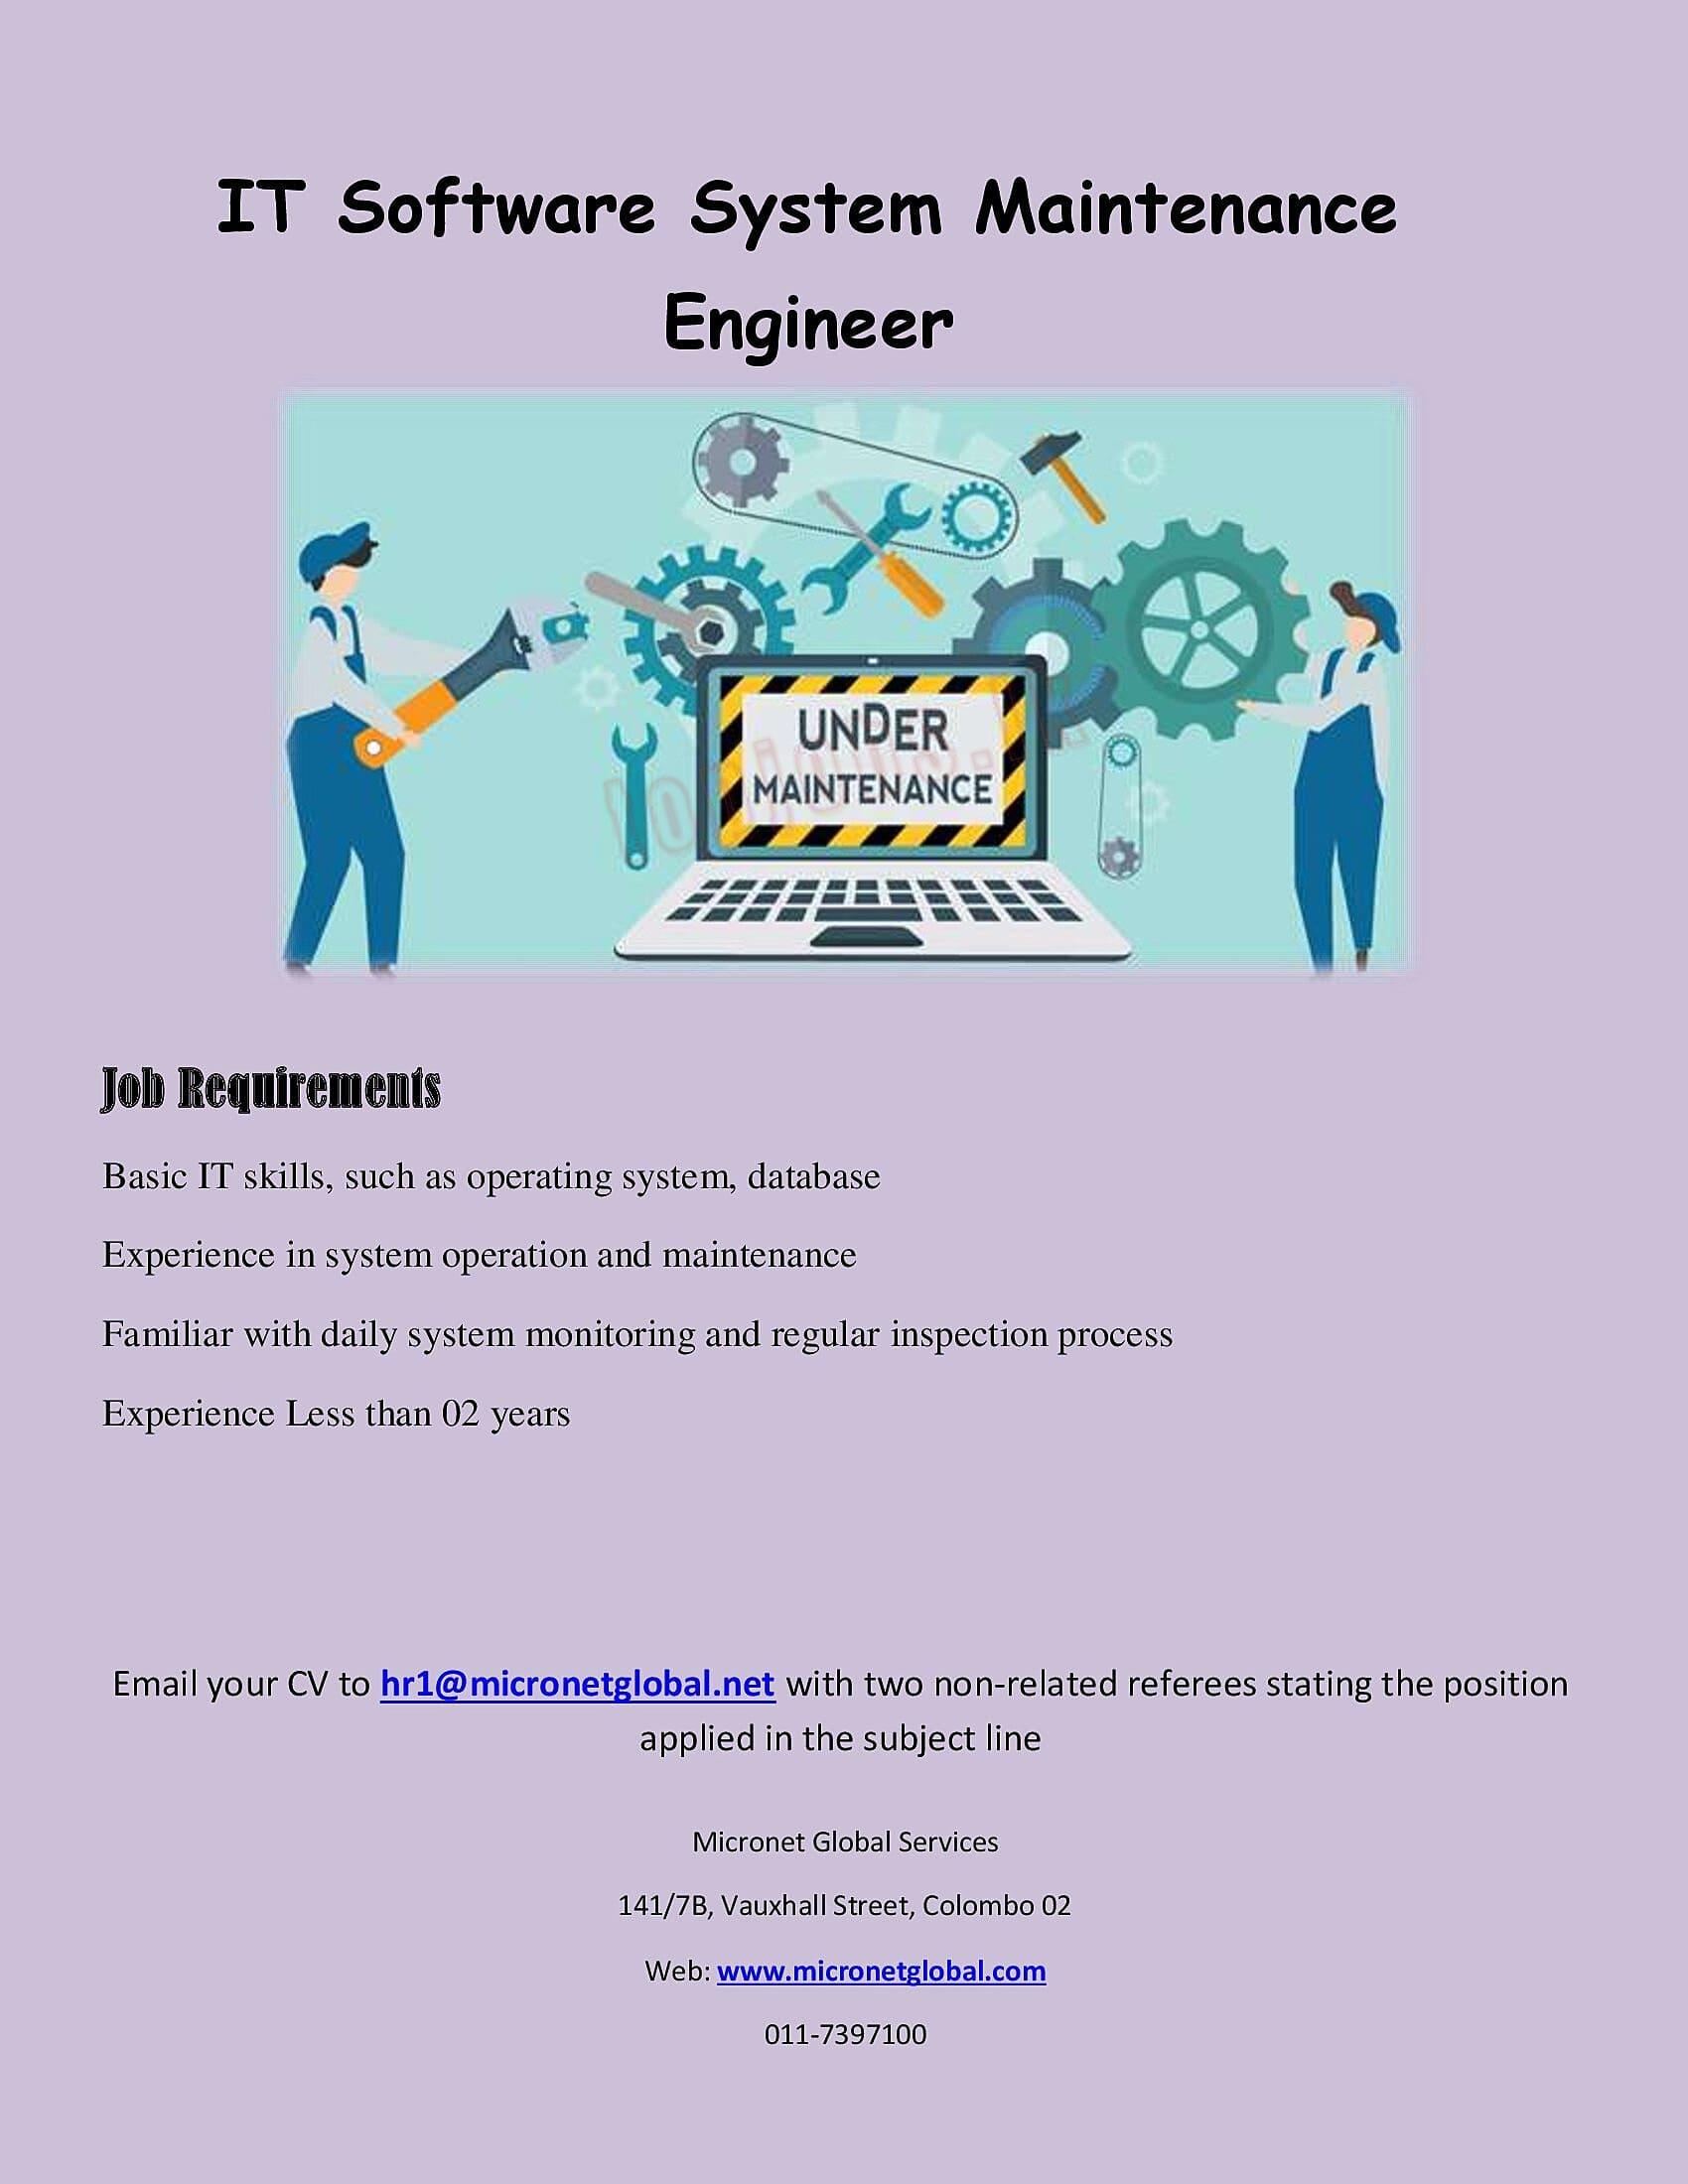 IT Software System Maintenance
Engineer
UNDER
MAINTENANCE
Job Requirements
Basic IT skills, such as operating system, database
Experience in system operation and maintenance
Familiar with daily system monitoring and regular inspection process
Experience Less than 02 years
Email your CV to hr1@micronetglobal.net with two non-related referees stating the position
applied in the subject line
Micronet Global Services
141/7B, Vauxhall Street, Colombo 02
Web: www.micronetglobal.com
011-7397100